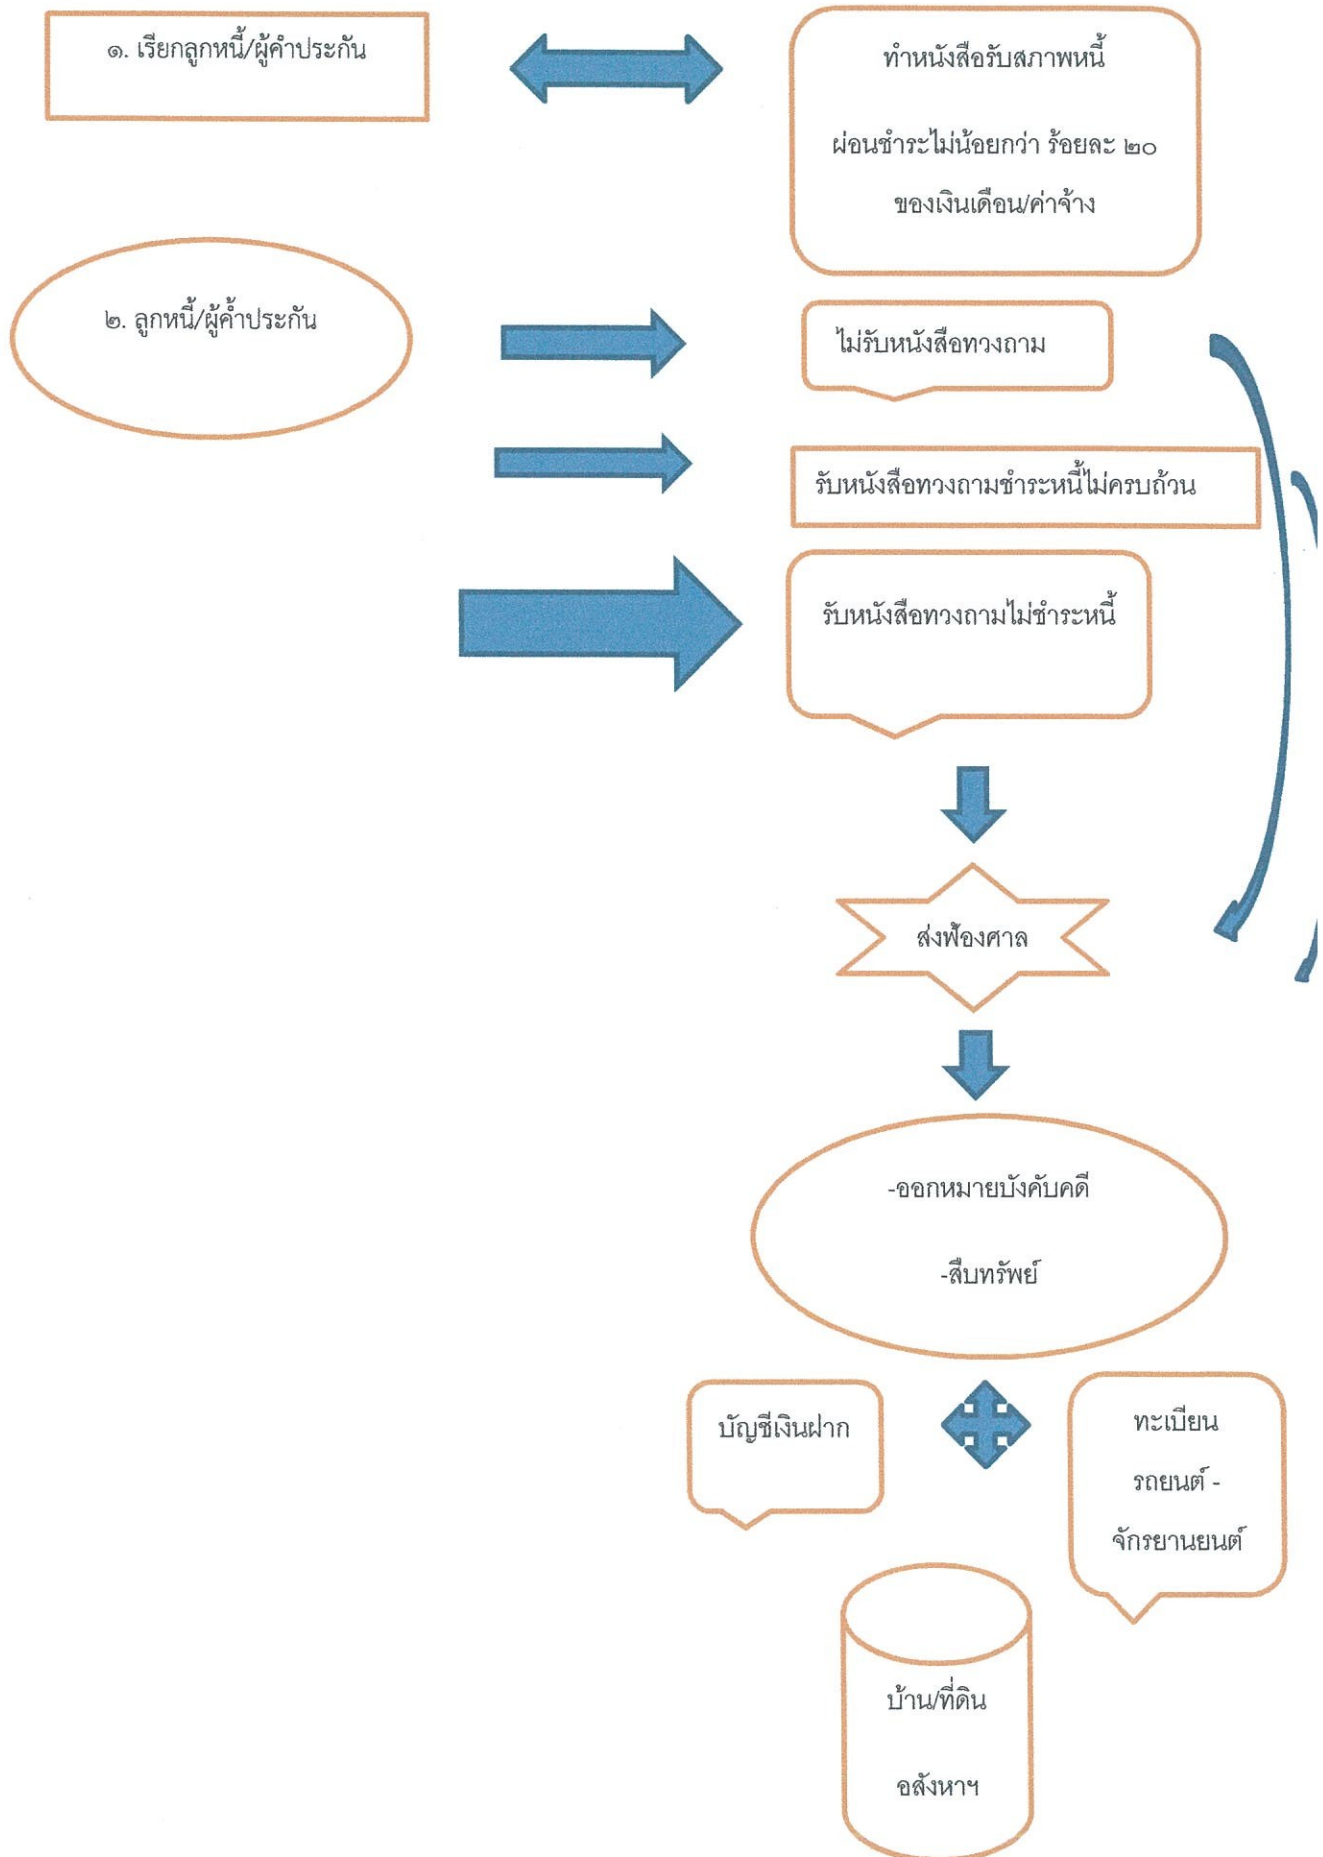 ๑. เรียกลูกหนี้/ผู้ค้ำประกัน
ทำหนังสือรับสภาพหนี้
ผ่อนชำระไม่น้อยกว่า ร้อยละ ๒๐
ของเงินเดือน/ค่าจ้าง
๒. ลูกหนี้/ผู้ค้ำประกัน
ไม่รับหนังสือทวงถาม
รับหนังสือทวงถามชำระหนี้ไม่ครบถ้วน
รับหนังสือทวงถามไม่ชำระหนี้
ส่งฟ้องศาล
-ออกหมายบังคับคดี
-สืบทรัพย์
บัญชีเงินฝาก
ทะเบียน
รถยนต์ -
จักรยานยนต์
บ้าน/ที่ดิน
อสังหาฯ